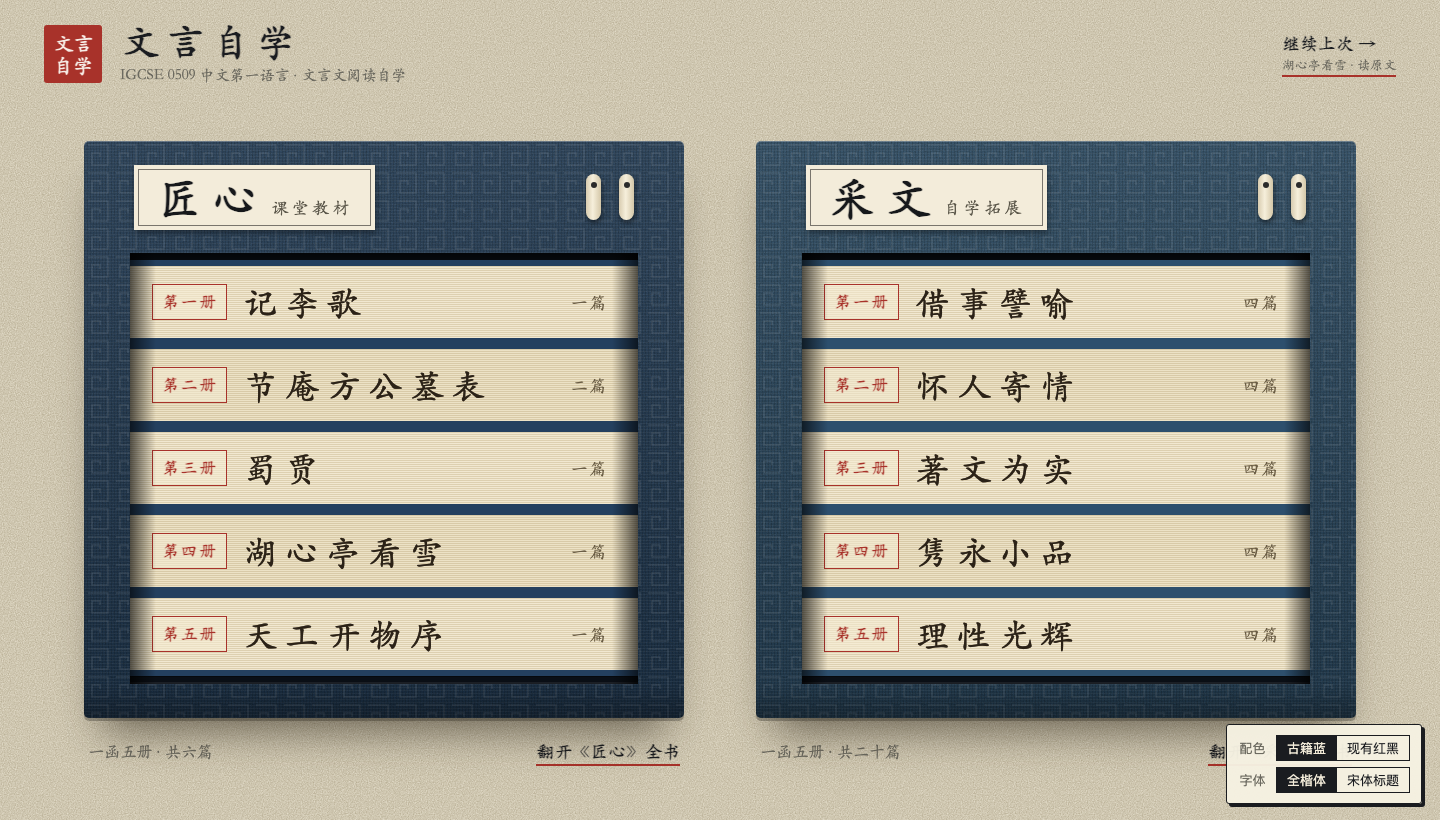 文言
自学
文言自学
IGCSE 0509 中文第一语言 · 文言文阅读自学
继续上次 →
湖心亭看雪 · 读原文
匠心 课堂教材
第一册 记李歌 一篇
第二册 节庵方公墓表 二篇
第三册 蜀贾 一篇
第四册 湖心亭看雪 一篇
第五册 天工开物序 一篇
一函五册 · 共六篇
翻开《匠心》全书
采文 自学拓展
第一册 借事譬喻 四篇
第二册 怀人寄情 四篇
第三册 著文为实 四篇
第四册 隽永小品 四篇
第五册 理性光辉 四篇
一函五册 · 共二十篇
翻
配色 古籍蓝 现有红黑
字体 全楷体 宋体标题